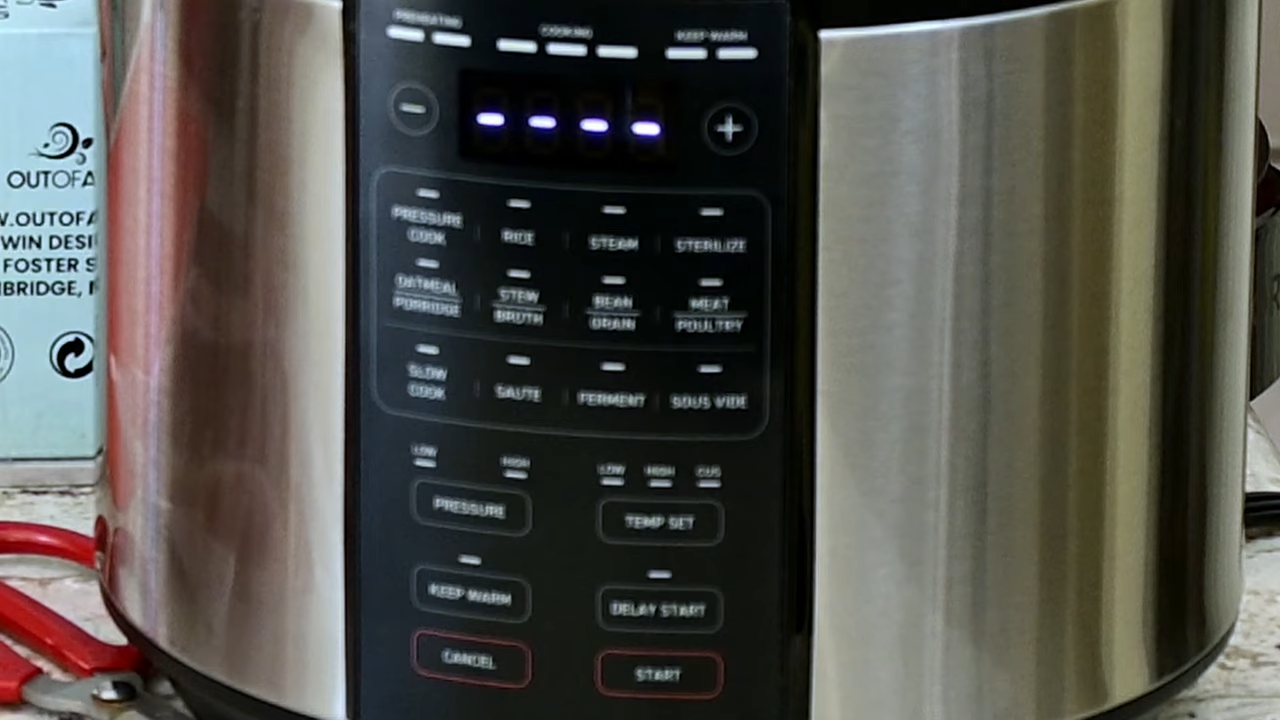 PREHEATING
COOKING
KEEP WARM
- - - -
PRESSURE
COOK
RICE
STEAM
STERILIZE
OATMEAL
PORRIDGE
STEW
BROTH
BEAN
GRAIN
MEAT
POULTRY
SLOW
COOK
SAUTE
FERMENT
SOUS VIDE
LOW
HIGH
LOW
HIGH
CUS
PRESSURE
TEMP SET
KEEP WARM
DELAY START
CANCEL
START
OUTOFA
W.OUTOFA
WIN DESI
FOSTER S
BRIDGE,